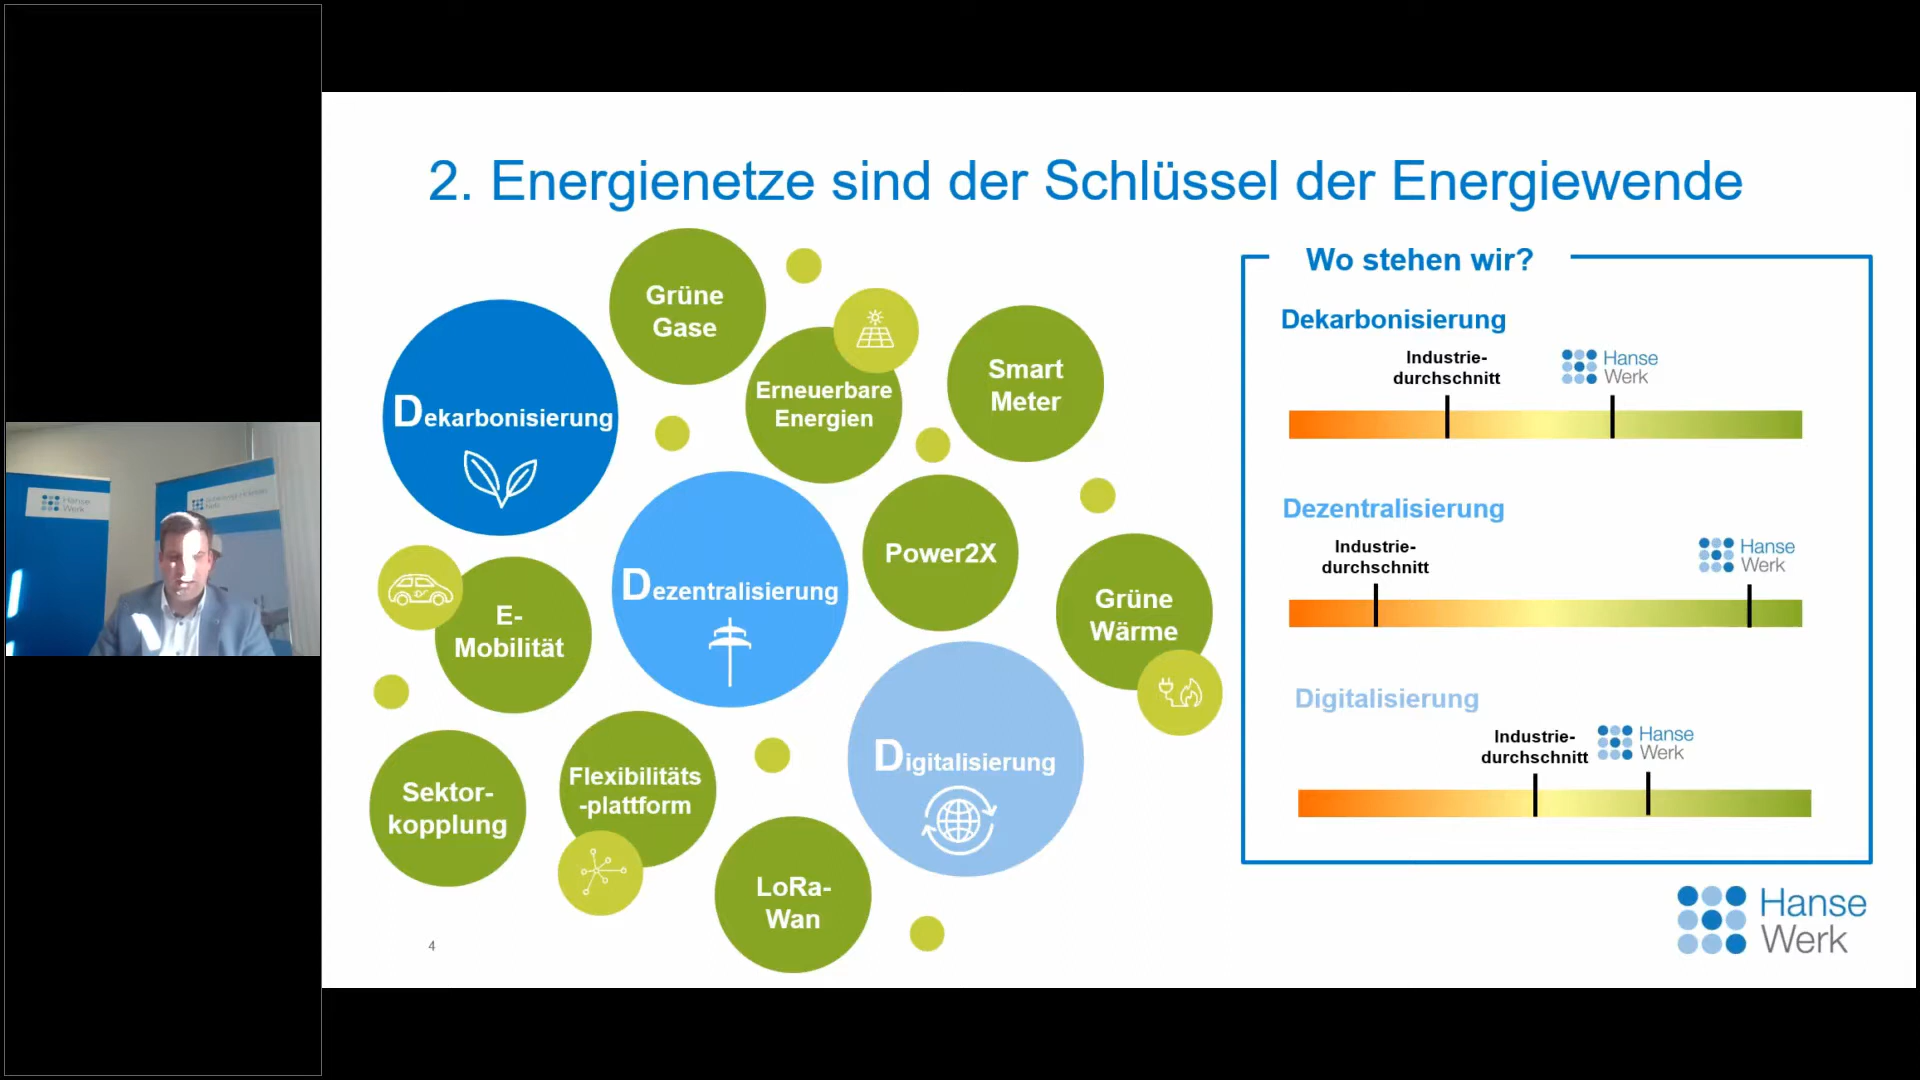 2. Energienetze sind der Schlüssel der Energiewende
Grüne
Gase
Dekarbonisierung
Erneuerbare
Energien
Smart
Meter
E-
Mobilität
Dezentralisierung
Power2X
Grüne
Wärme
Sektor-
kopplung
Flexibilitäts
-plattform
Digitalisierung
LoRa-
Wan
Wo stehen wir?
Dekarbonisierung
Industrie-
durchschnitt
Hanse
Werk
Dezentralisierung
Industrie-
durchschnitt
Hanse
Werk
Digitalisierung
Industrie-
durchschnitt
Hanse
Werk
4
Hanse
Werk
Hanse
Werk